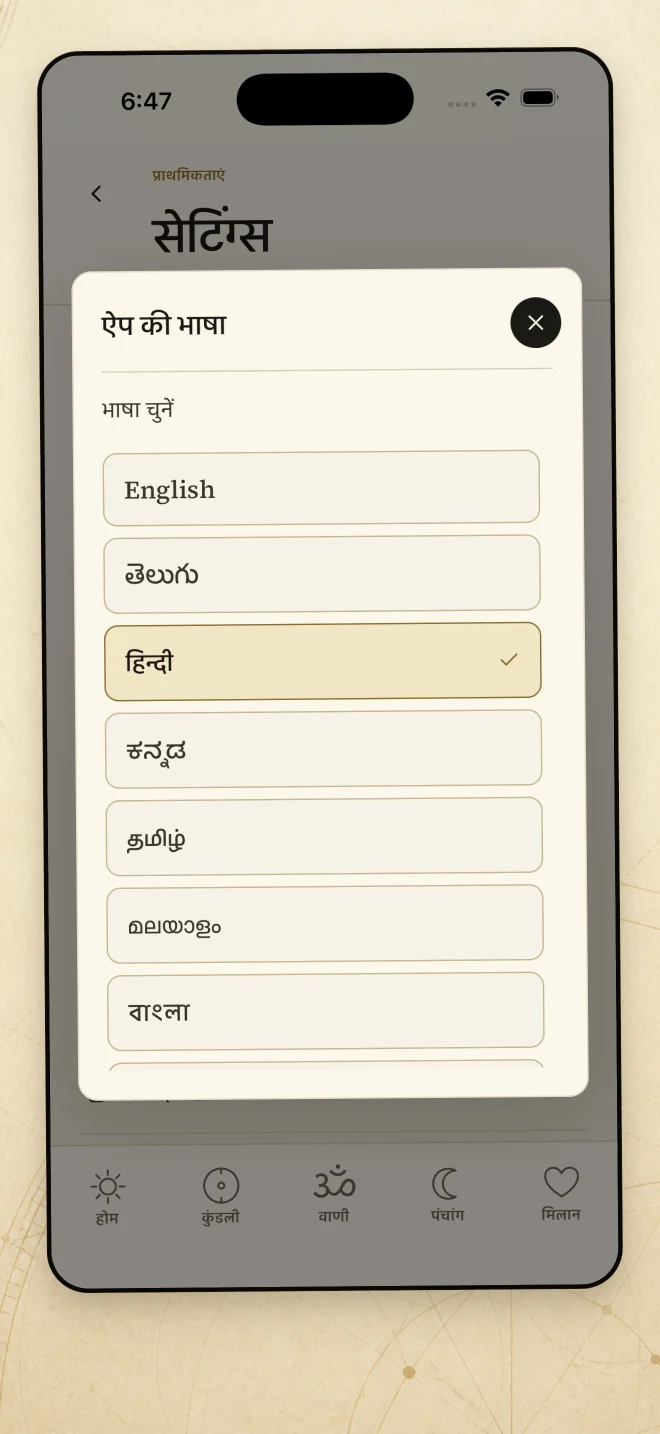 6:47
प्राथमिकताएं
सेटिंग्स
ऐप की भाषा
भाषा चुनें
English
తెలుగు
हिन्दी
ಕನ್ನಡ
தமிழ்
മലയാളം
বাংলা
होम
कुंडली
वाणी
पंचांग
मिलान